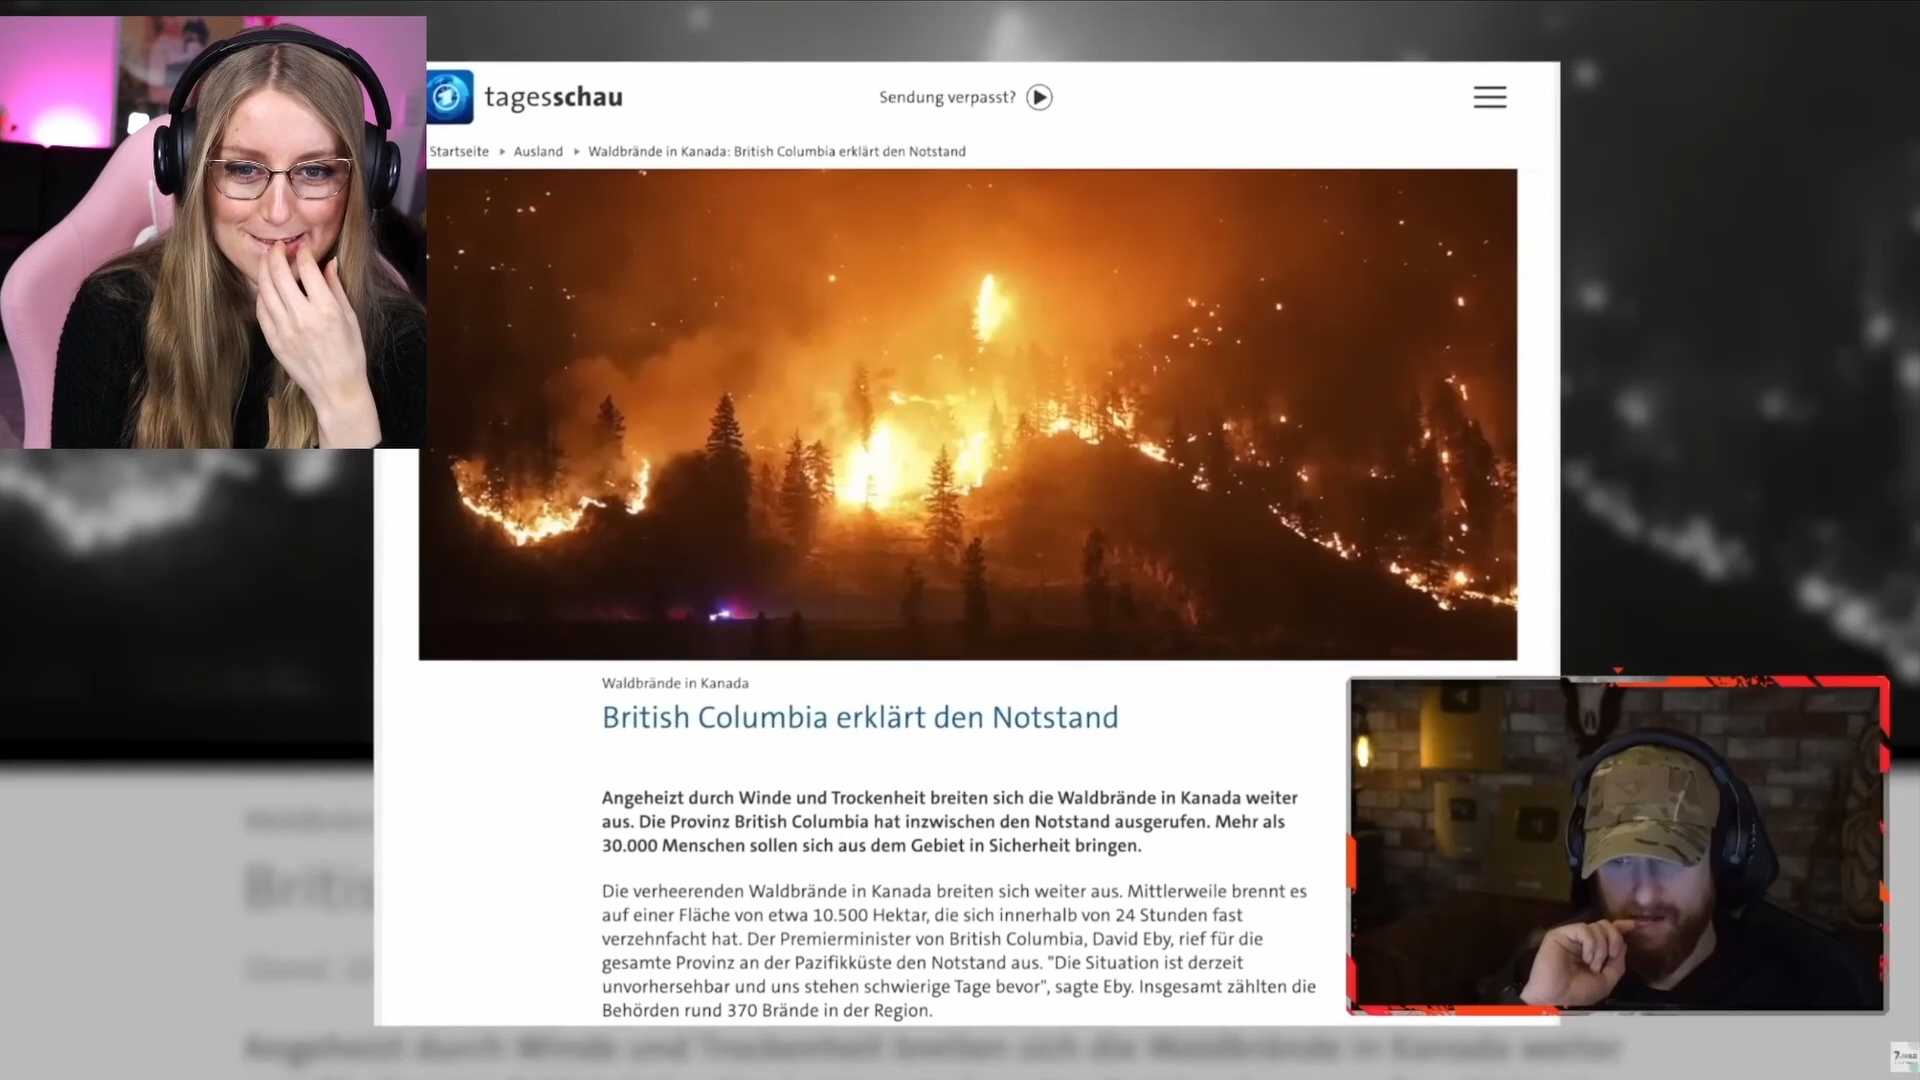 tagesschau
Sendung verpasst?
Startseite ▸ Ausland ▸ Waldbrände in Kanada: British Columbia erklärt den Notstand
Waldbrände in Kanada
British Columbia erklärt den Notstand
Angeheizt durch Winde und Trockenheit breiten sich die Waldbrände in Kanada weiter
aus. Die Provinz British Columbia hat inzwischen den Notstand ausgerufen. Mehr als
30.000 Menschen sollen sich aus dem Gebiet in Sicherheit bringen.
Die verheerenden Waldbrände in Kanada breiten sich weiter aus. Mittlerweile brennt es
auf einer Fläche von etwa 10.500 Hektar, die sich innerhalb von 24 Stunden fast
verzehnfacht hat. Der Premierminister von British Columbia, David Eby, rief für die
gesamte Provinz an der Pazifikküste den Notstand aus. "Die Situation ist derzeit
unvorhersehbar und uns stehen schwierige Tage bevor", sagte Eby. Insgesamt zählten die
Behörden rund 370 Brände in der Region.